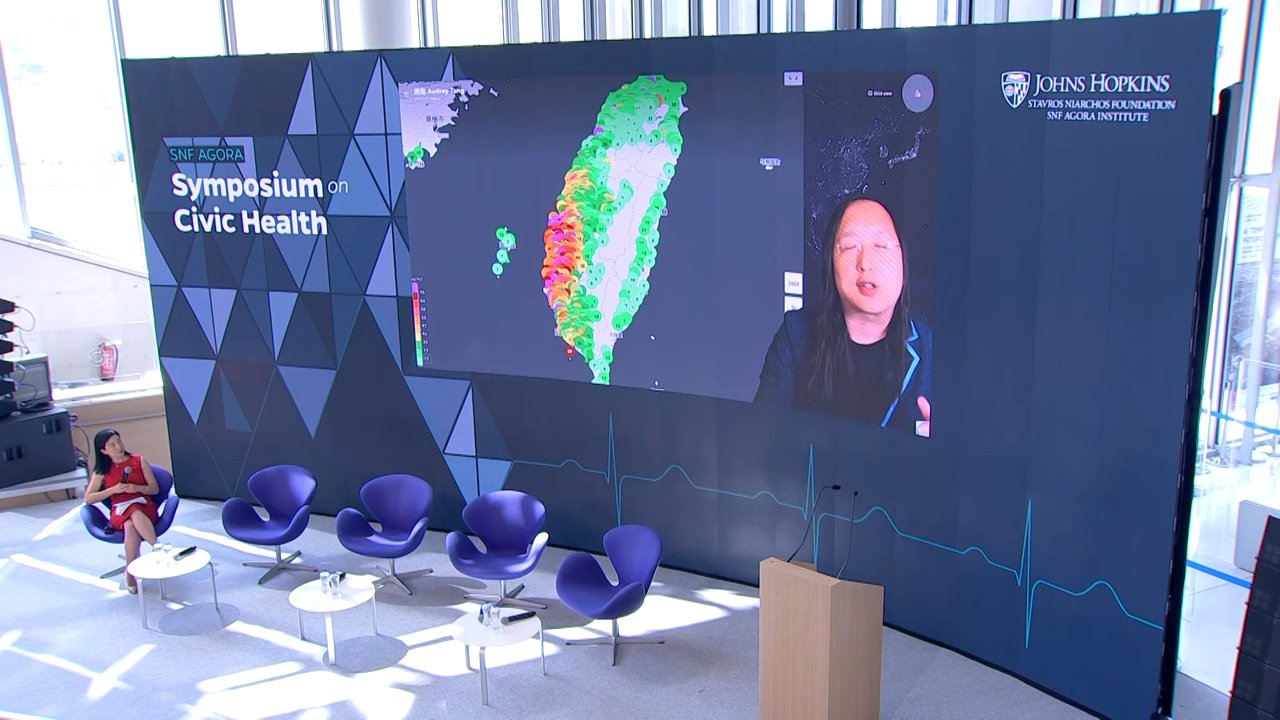 SNF AGORA
Symposium on
Civic Health
Audrey Tang
Grid view
JOHNS HOPKINS
STAVROS NIARCHOS FOUNDATION
SNF AGORA INSTITUTE